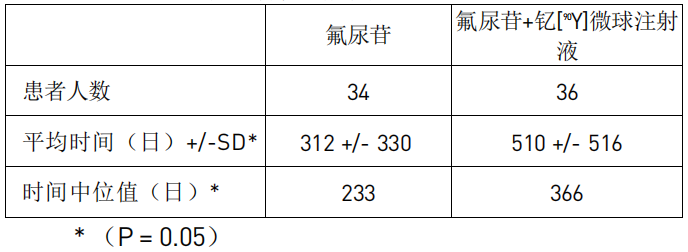 氟尿苷
氟尿苷+钇[⁹⁰Y]微球注射
液
患者人数 34 36
平均时间（日）+/-SD* 312 +/- 330 510 +/- 516
时间中位值（日）* 233 366
* （P = 0.05）